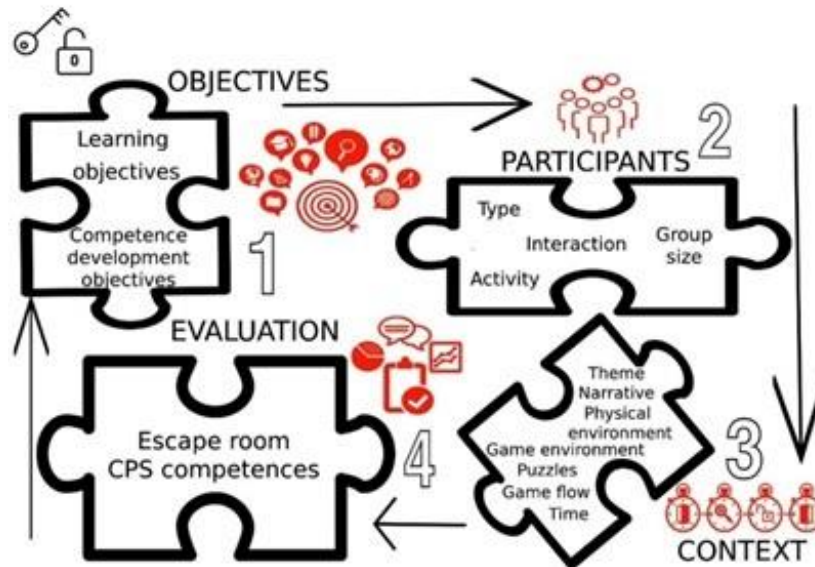 0
OBJECTIVES
Learning
objectives
Competence
development
objectives
1
2
PARTICIPANTS
Type
Interaction
Group
size
Activity
3
Theme
Narrative
Physical
environment
Game environment
Puzzles
Game flow
Time
CONTEXT
EVALUATION
Escape room
CPS competences
4